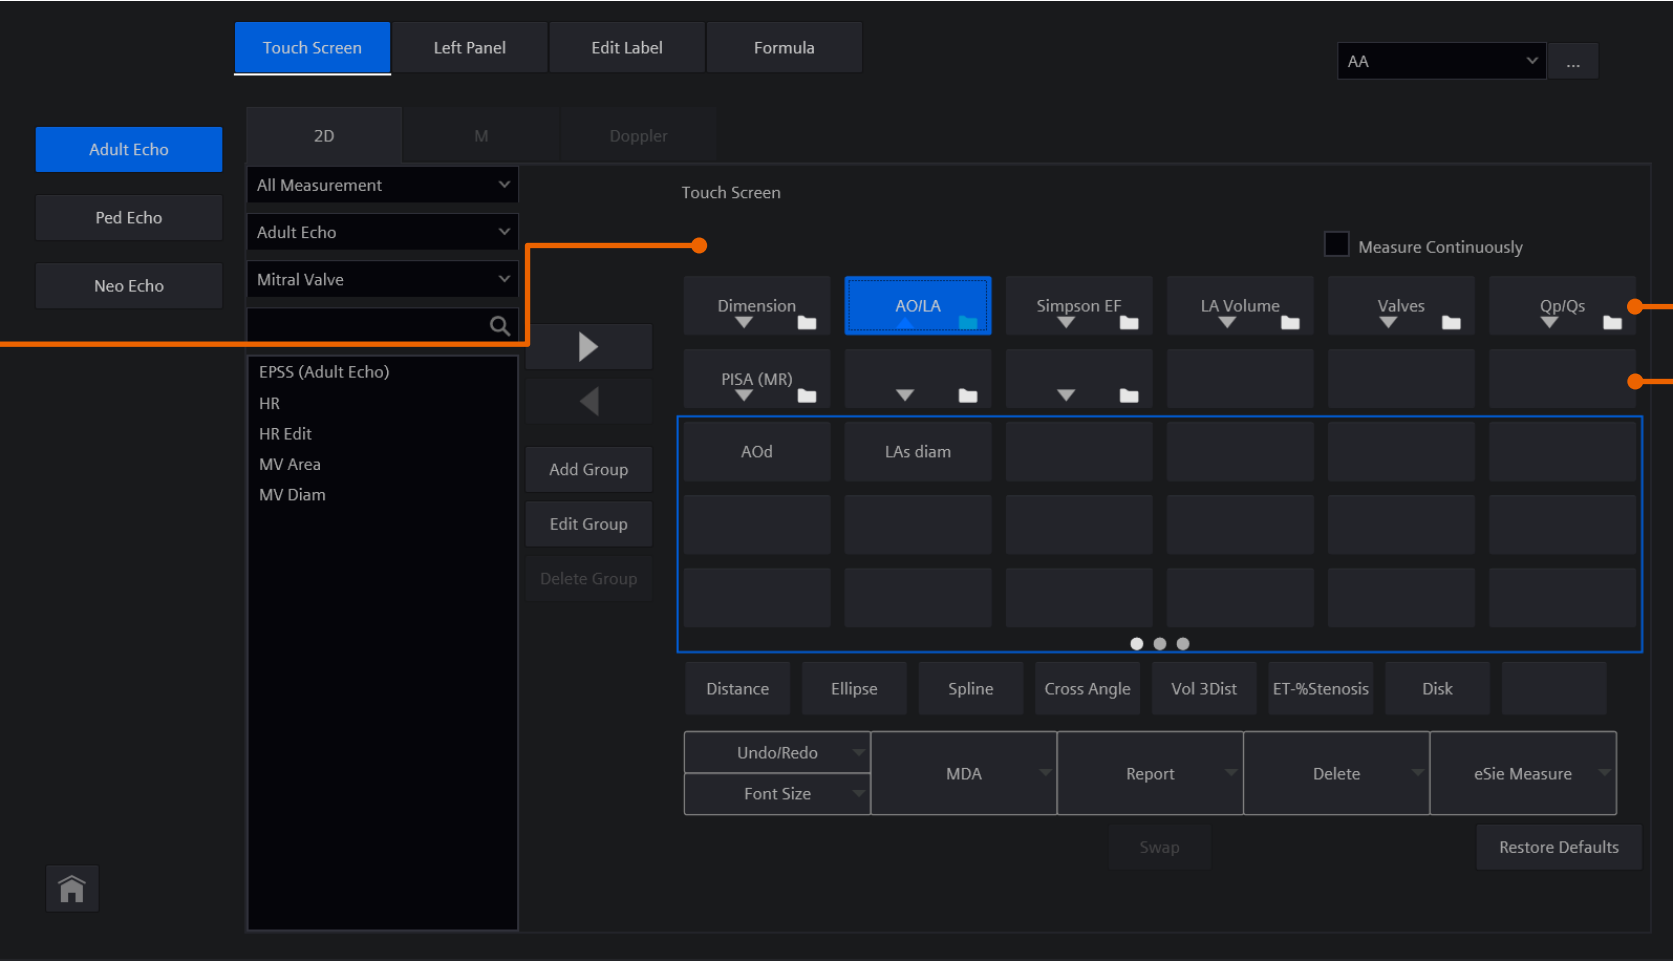 Touch Screen
Left Panel
Edit Label
Formula
AA
...
Adult Echo
Ped Echo
Neo Echo
2D
M
Doppler
All Measurement
Adult Echo
Mitral Valve
EPSS (Adult Echo)
HR
HR Edit
MV Area
MV Diam
Add Group
Edit Group
Delete Group
Touch Screen
Measure Continuously
Dimension
AO/LA
Simpson EF
LA Volume
Valves
Qp/Qs
PISA (MR)
AOd
LAs diam
Distance
Ellipse
Spline
Cross Angle
Vol 3Dist
ET-%Stenosis
Disk
Undo/Redo
Font Size
MDA
Report
Delete
eSie Measure
Swap
Restore Defaults